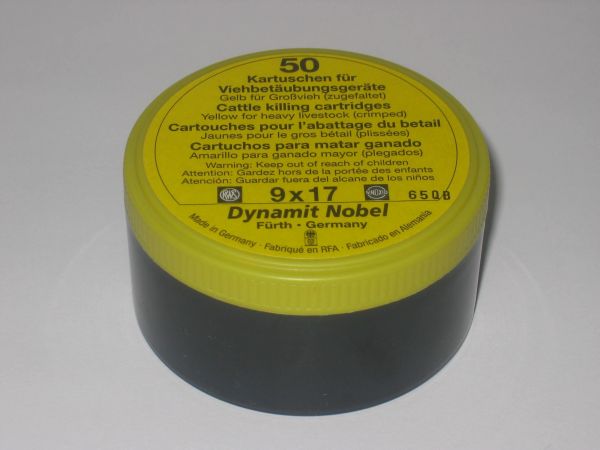 50
Kartuschen für
Viehbetäubungsgeräte
Gelb für Großvieh (zugefaltet)
Cattle killing cartridges
Yellow for heavy livestock (crimped)
Cartouches pour l'abattage du betail
Jaunes pour le gros bétail (plissées)
Cartuchos para matar ganado
Amarillo para ganado mayor (plegados)
Warning: Keep out of reach of children
Attention: Gardez hors de la portée des enfants
Atención: Guardar fuera del alcance de los niños
RWS 9x17 SINOXID
Dynamit Nobel
Fürth · Germany
Made in Germany · Fabriqué en RFA · Fabricado en Alemania